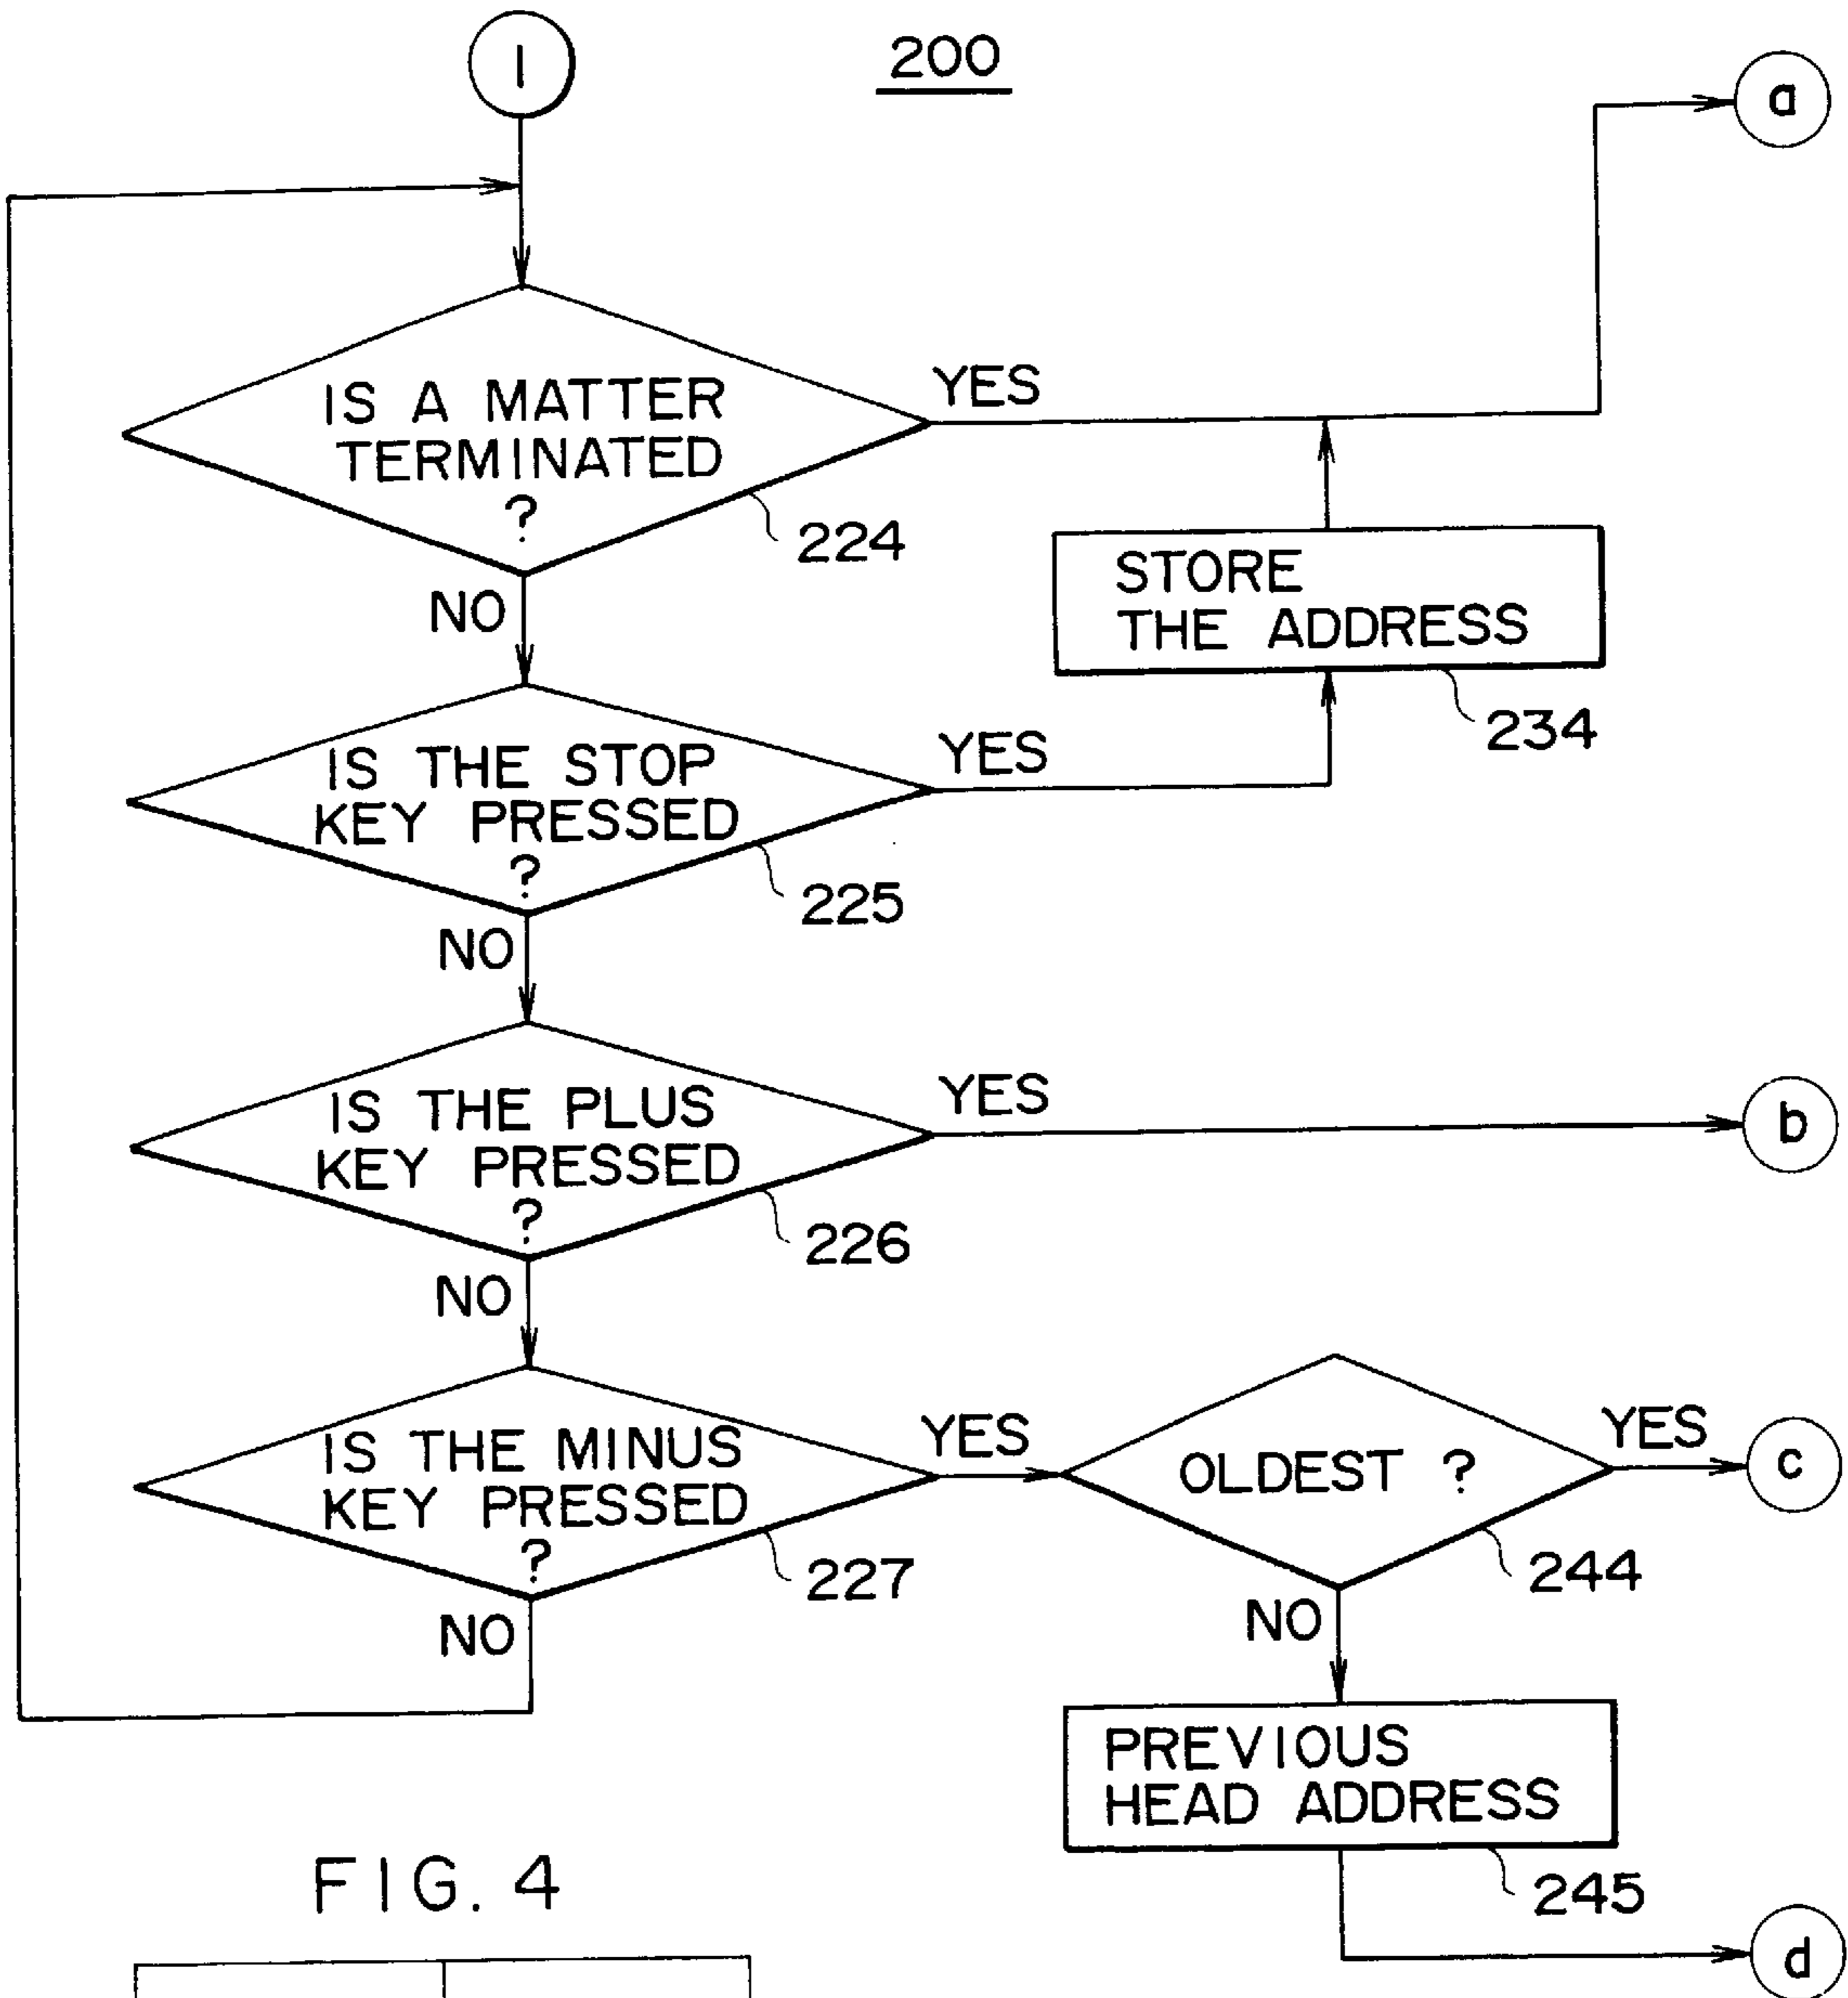 1
200
a
IS A MATTER
TERMINATED
?
YES
224
NO
STORE
THE ADDRESS
234
IS THE STOP
KEY PRESSED
?
YES
225
NO
IS THE PLUS
KEY PRESSED
?
YES
b
226
NO
IS THE MINUS
KEY PRESSED
?
YES
227
NO
OLDEST ?
YES
c
244
NO
PREVIOUS
HEAD ADDRESS
245
d
FIG. 4